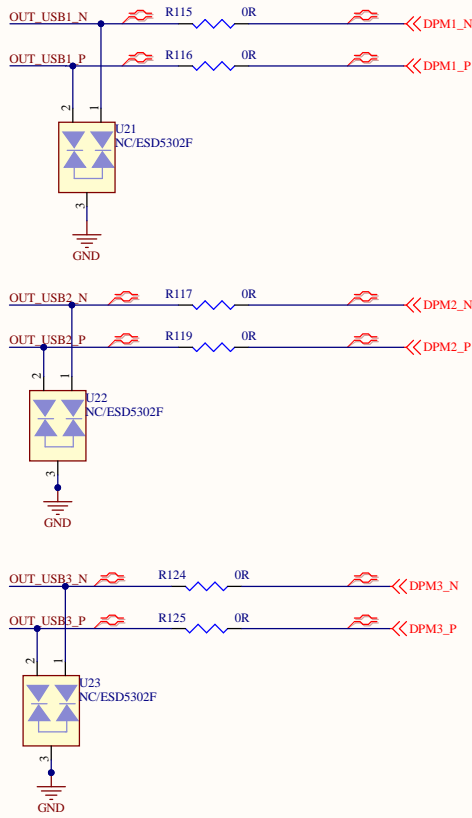 OUT_USB1_N R115 0R DPM1_N
OUT_USB1_P R116 0R DPM1_P
2 1
U21
NC/ESD5302F
3
GND
OUT_USB2_N R117 0R DPM2_N
OUT_USB2_P R119 0R DPM2_P
2 1
U22
NC/ESD5302F
3
GND
OUT_USB3_N R124 0R DPM3_N
OUT_USB3_P R125 0R DPM3_P
2 1
U23
NC/ESD5302F
3
GND